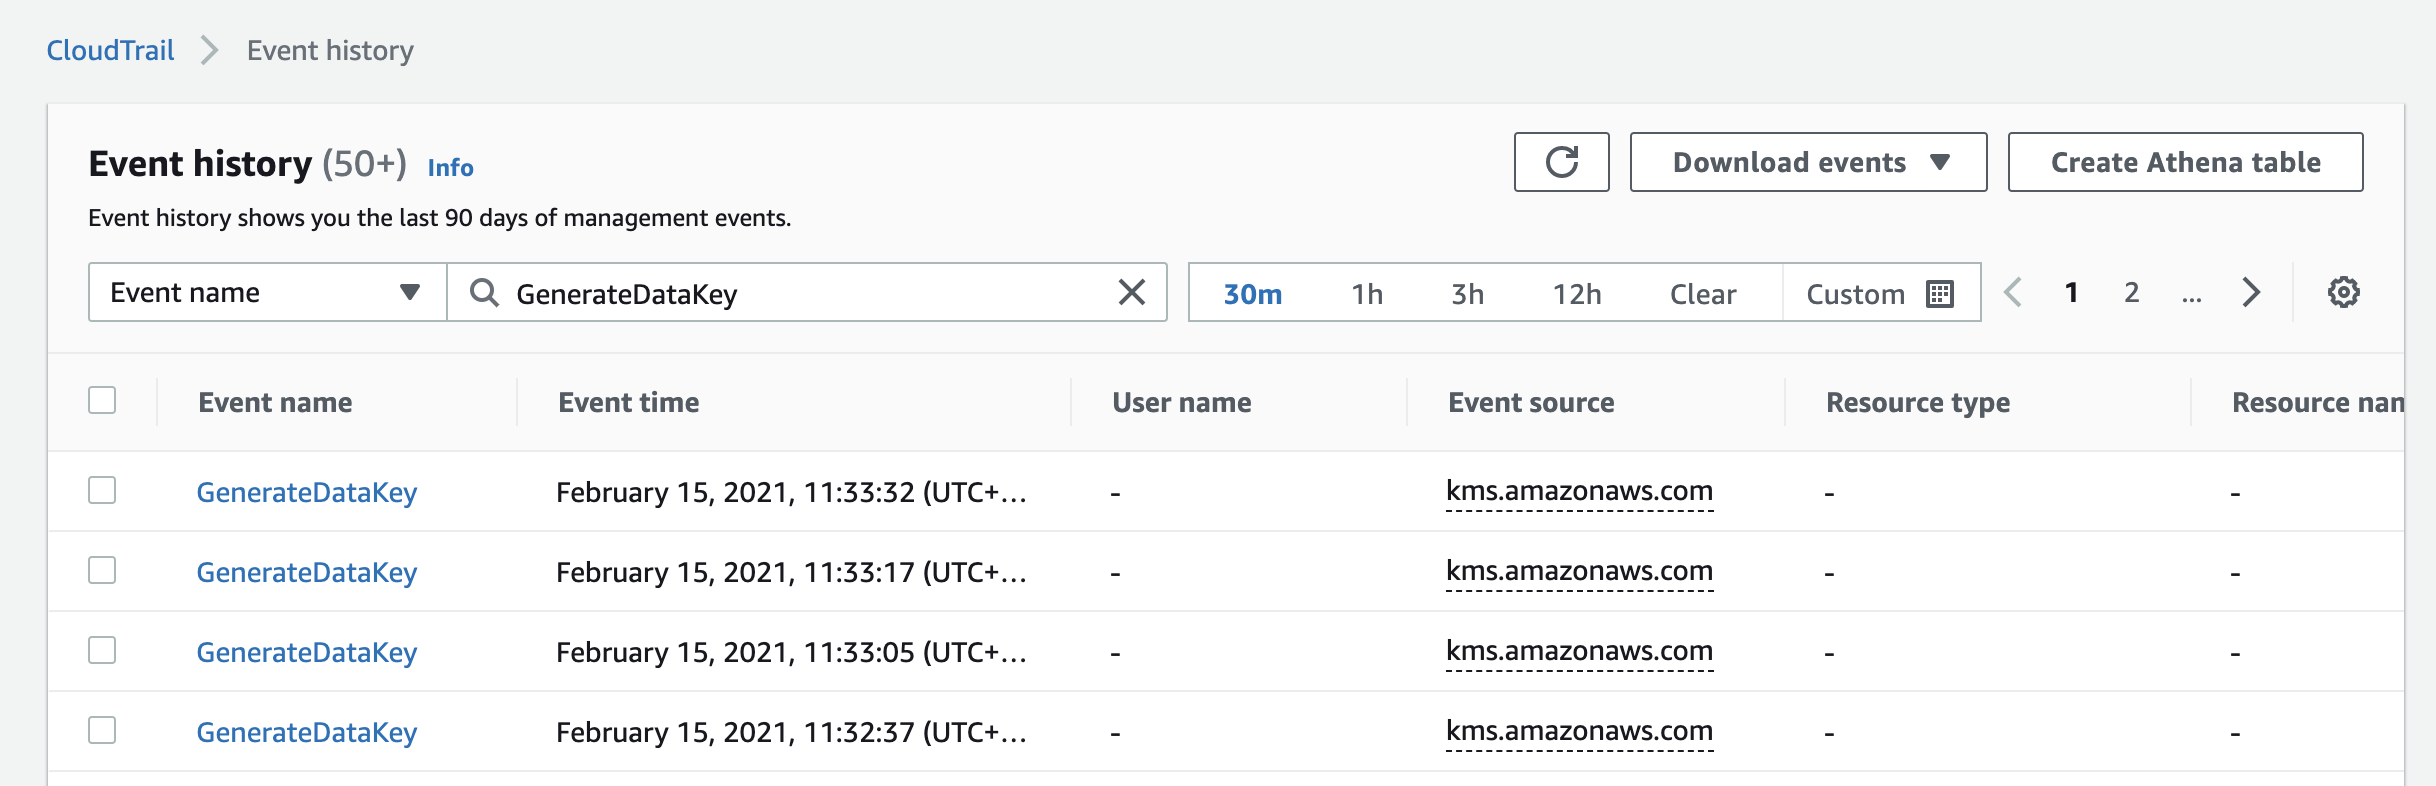 CloudTrail > Event history
Event history (50+) Info
Download events
Create Athena table
Event history shows you the last 90 days of management events.
Event name
GenerateDataKey
30m 1h 3h 12h Clear Custom
1 2 ...
Event name Event time User name Event source Resource type Resource nan
GenerateDataKey February 15, 2021, 11:33:32 (UTC+... - kms.amazonaws.com - -
GenerateDataKey February 15, 2021, 11:33:17 (UTC+... - kms.amazonaws.com - -
GenerateDataKey February 15, 2021, 11:33:05 (UTC+... - kms.amazonaws.com - -
GenerateDataKey February 15, 2021, 11:32:37 (UTC+... - kms.amazonaws.com - -